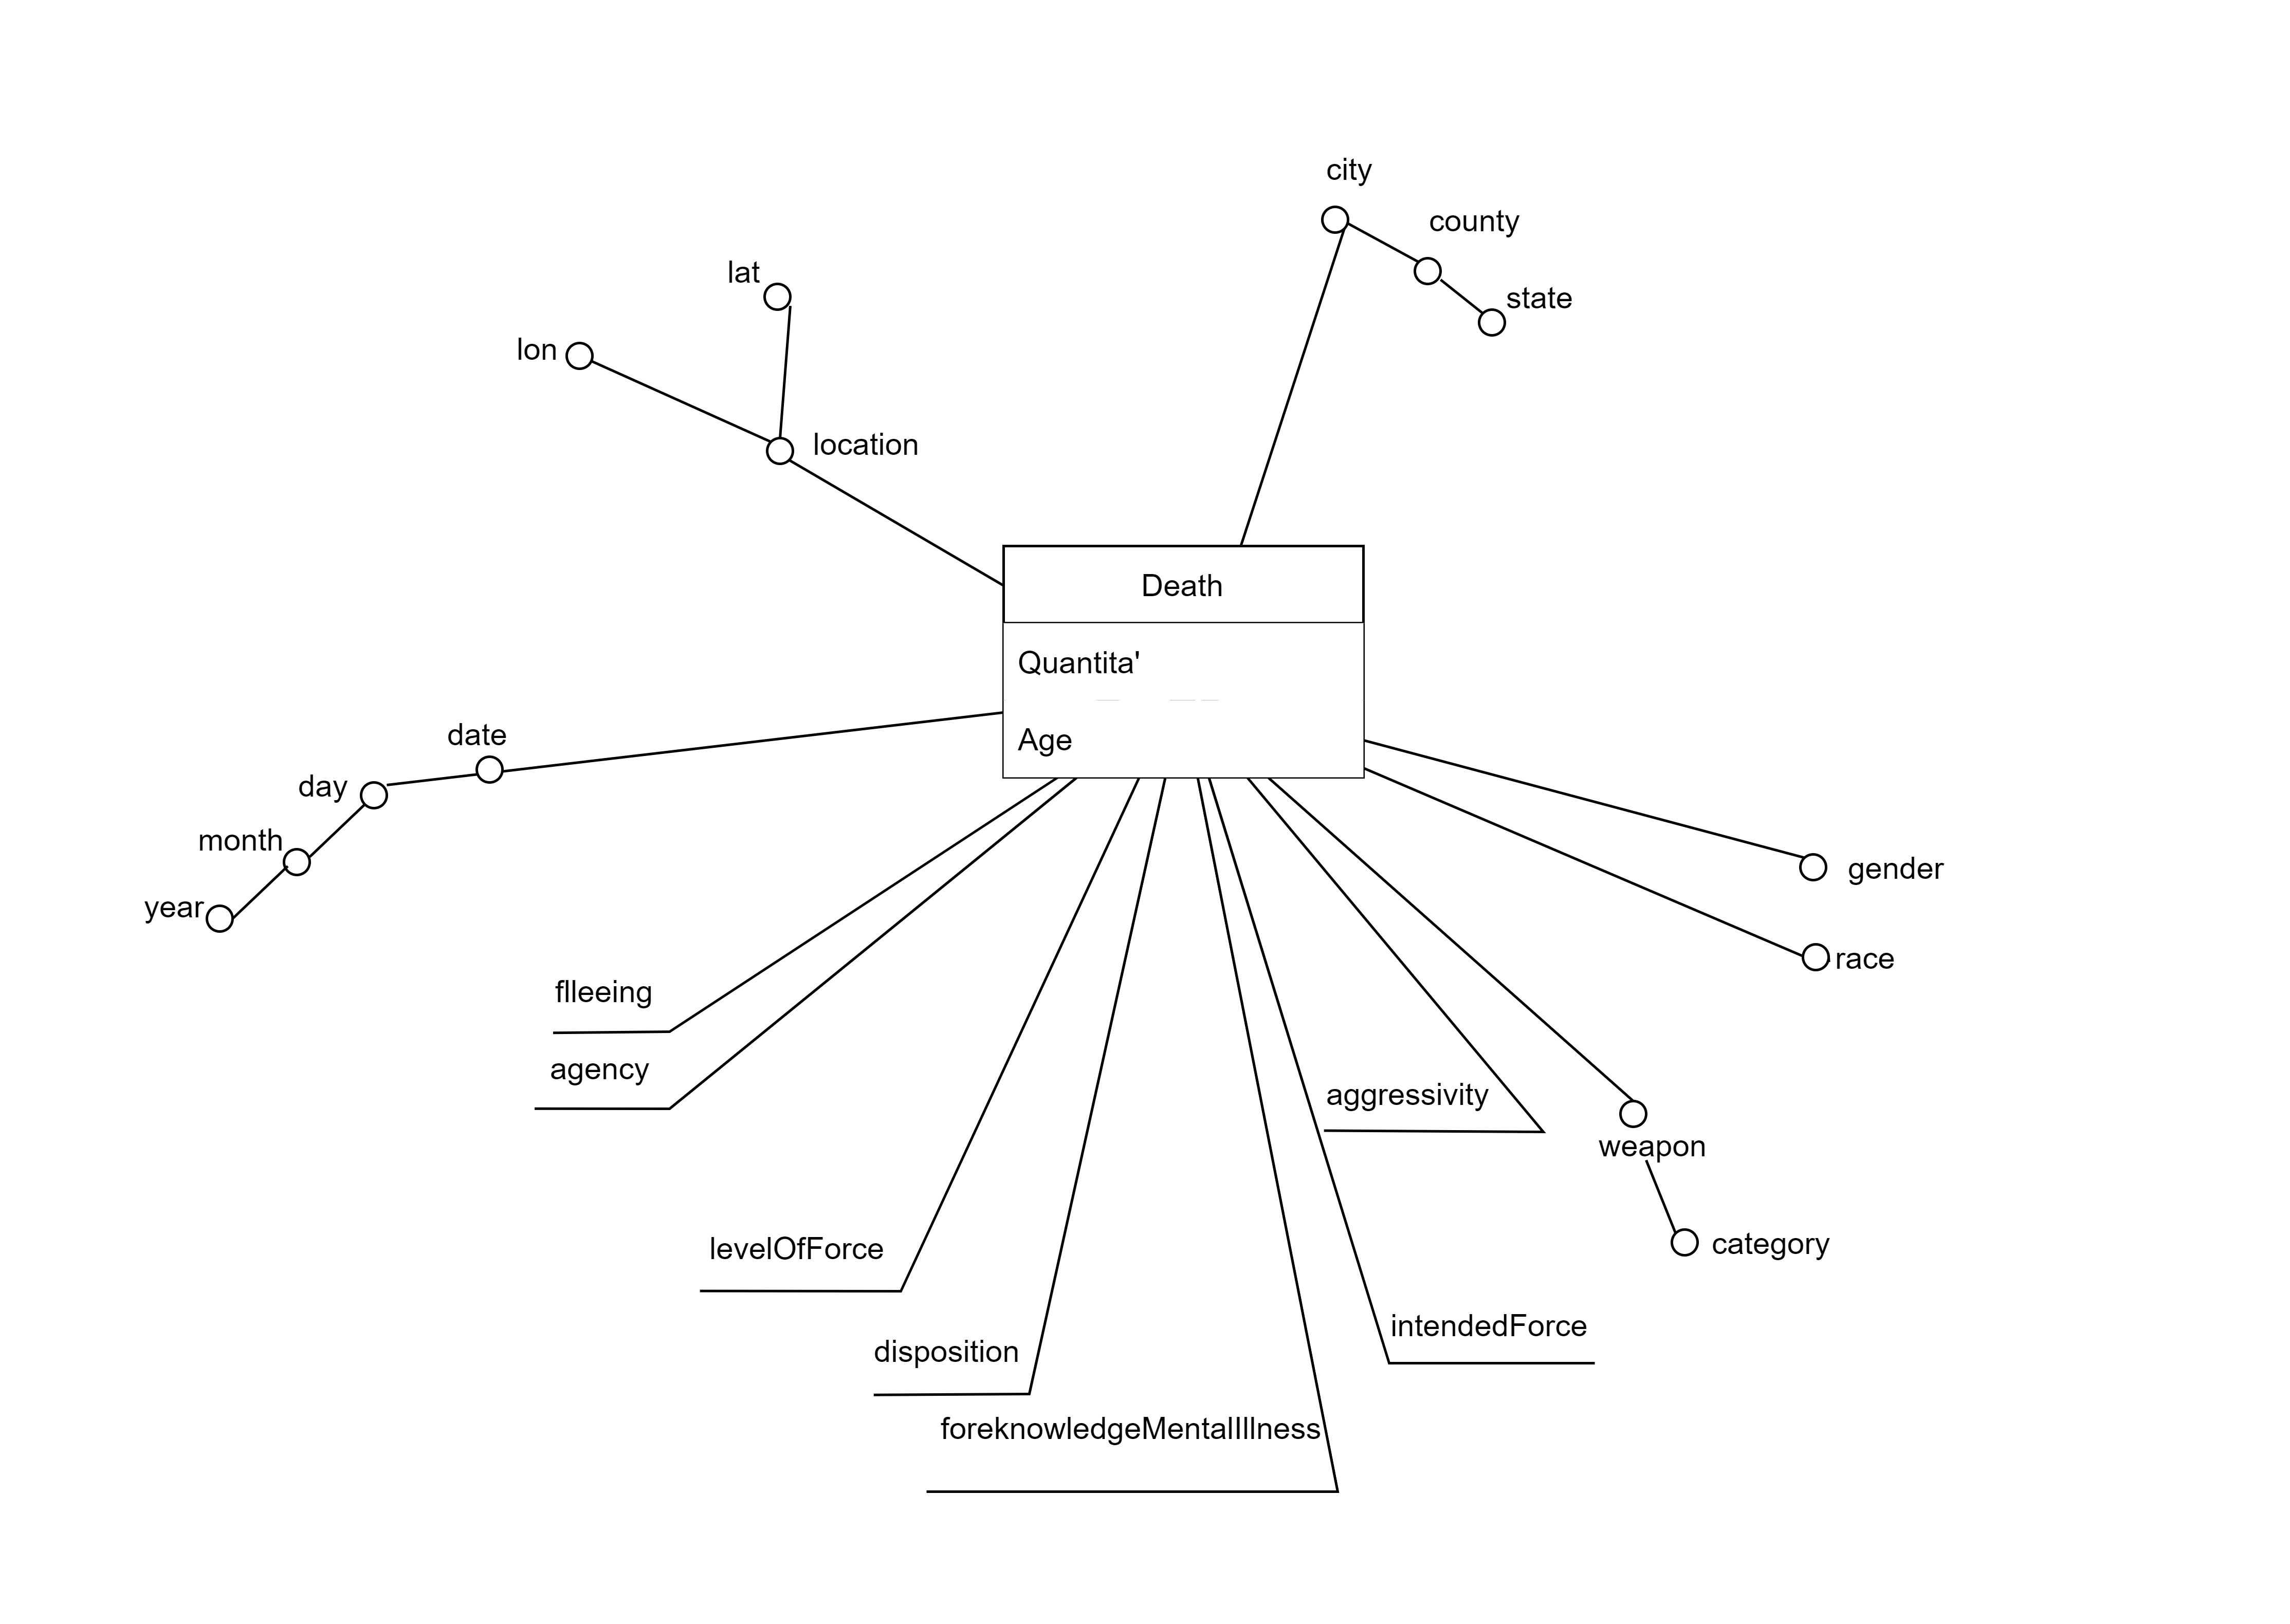 city
county
lat
state
lon
location
Death
Quantita'
date
Age
day
month
gender
year
race
flleeing
agency
aggressivity
weapon
levelOfForce
category
intendedForce
disposition
foreknowledgeMentalIllness